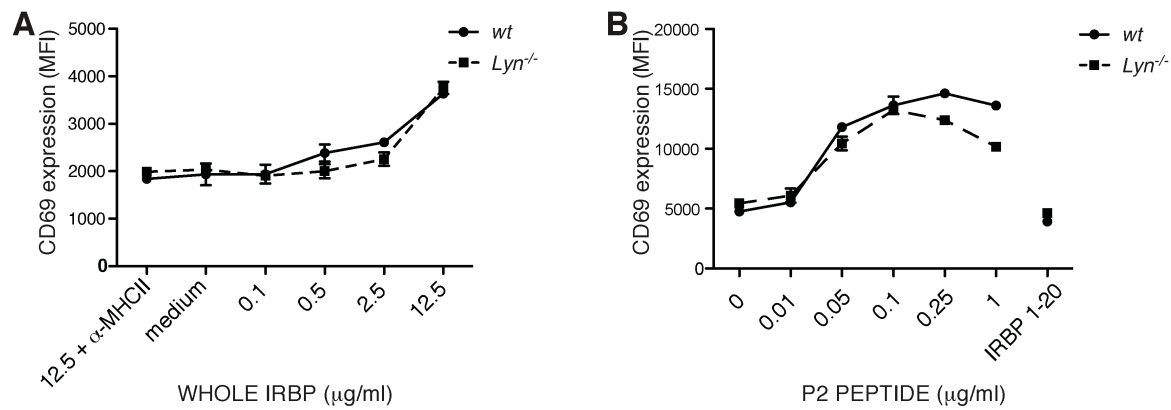 A
CD69 expression (MFI)
5000
4000
3000
2000
1000
0
12.5 + α-MHCII
medium
0.1
0.5
2.5
12.5
WHOLE IRBP (μg/ml)
wt
Lyn-/-
B
CD69 expression (MFI)
20000
15000
10000
5000
0
0
0.01
0.05
0.1
0.25
1
IRBP 1-20
P2 PEPTIDE (μg/ml)
wt
Lyn-/-